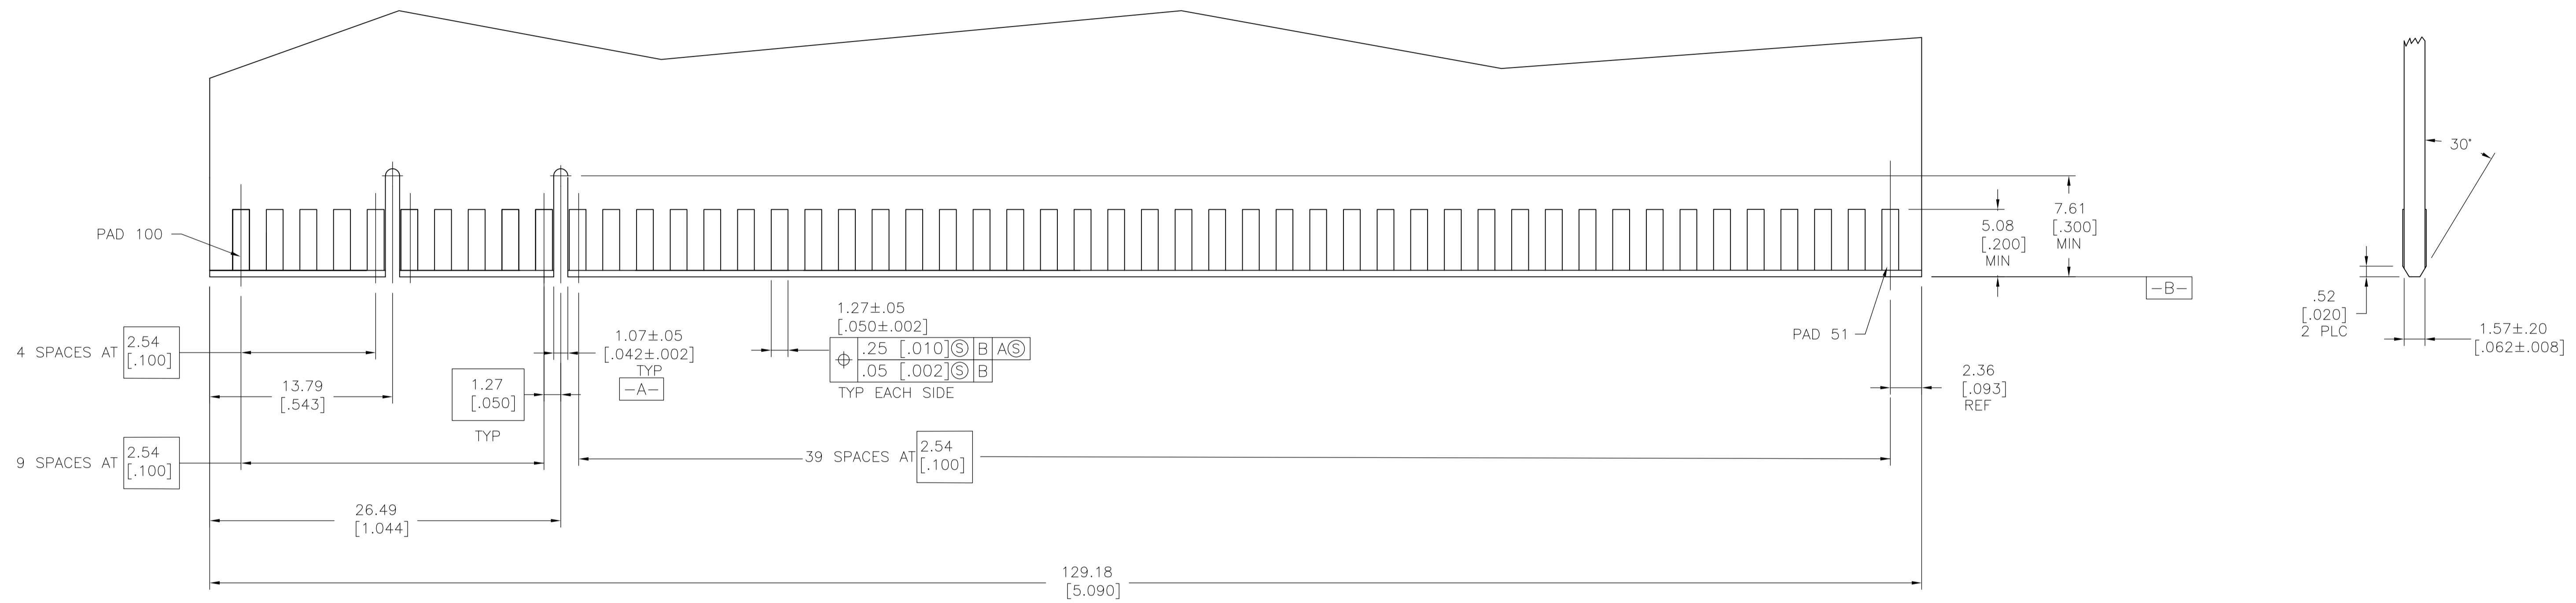 PAD 100
4 SPACES AT
2.54
[.100]
13.79
[.543]
9 SPACES AT
2.54
[.100]
26.49
[1.044]
1.27
[.050]
TYP
1.07±.05
[.042±.002]
TYP
-A-
1.27±.05
[.050±.002]
⌖ .25 [.010]Ⓢ B AⓈ
.05 [.002]Ⓢ B
TYP EACH SIDE
39 SPACES AT
2.54
[.100]
129.18
[5.090]
PAD 51
2.36
[.093]
REF
5.08
[.200]
MIN
7.61
[.300]
MIN
-B-
30°
.52
[.020]
2 PLC
1.57±.20
[.062±.008]